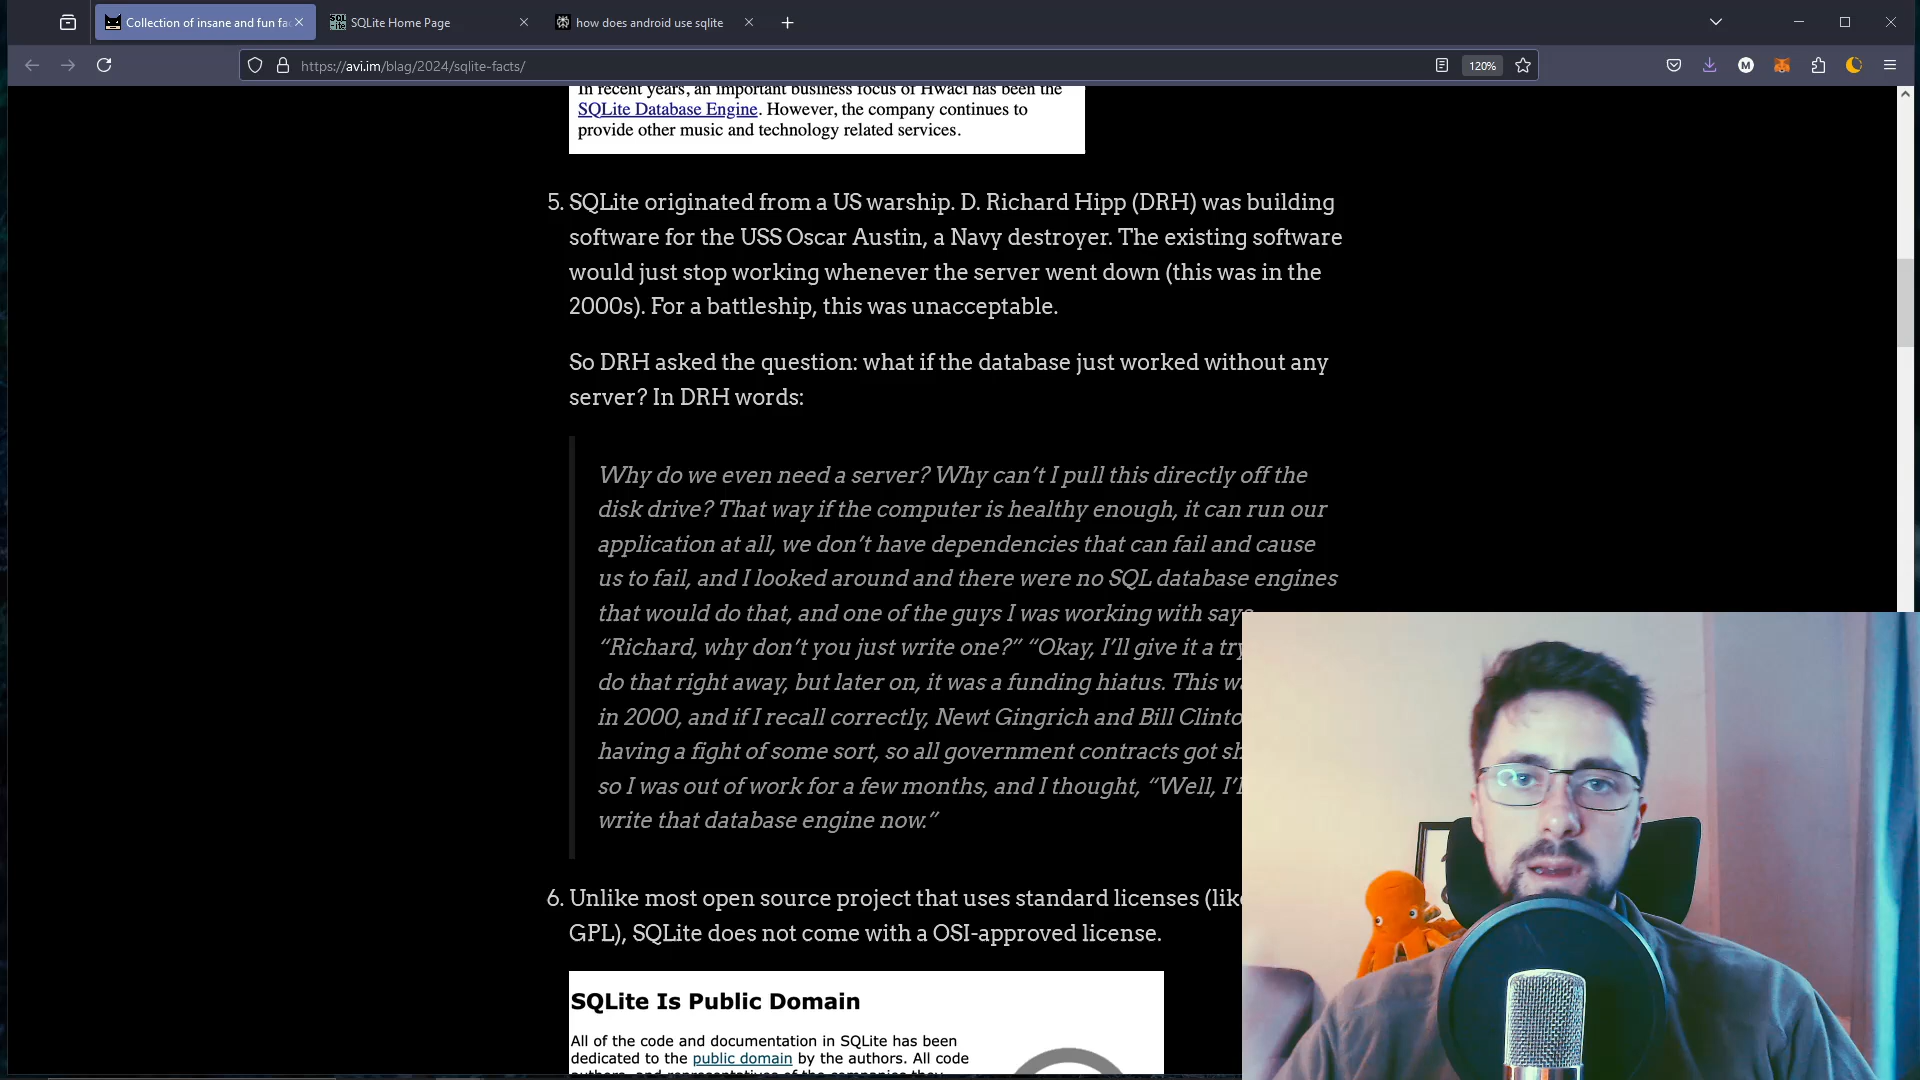 Collection of insane and fun fa
SQLite Home Page
how does android use sqlite
https://avi.im/blag/2024/sqlite-facts/
120%
In recent years, an important business focus of Hwaci has been the
SQLite Database Engine. However, the company continues to
provide other music and technology related services.
5. SQLite originated from a US warship. D. Richard Hipp (DRH) was building
software for the USS Oscar Austin, a Navy destroyer. The existing software
would just stop working whenever the server went down (this was in the
2000s). For a battleship, this was unacceptable.
So DRH asked the question: what if the database just worked without any
server? In DRH words:
Why do we even need a server? Why can’t I pull this directly off the
disk drive? That way if the computer is healthy enough, it can run our
application at all, we don’t have dependencies that can fail and cause
us to fail, and I looked around and there were no SQL database engines
that would do that, and one of the guys I was working with says
“Richard, why don’t you just write one?” “Okay, I’ll give it a try
do that right away, but later on, it was a funding hiatus. This wa
in 2000, and if I recall correctly, Newt Gingrich and Bill Clinto
having a fight of some sort, so all government contracts got sh
so I was out of work for a few months, and I thought, “Well, I’l
write that database engine now.”
6. Unlike most open source project that uses standard licenses (like
GPL), SQLite does not come with a OSI-approved license.
SQLite Is Public Domain
All of the code and documentation in SQLite has been
dedicated to the public domain by the authors. All code
authors, and representatives of the companies they